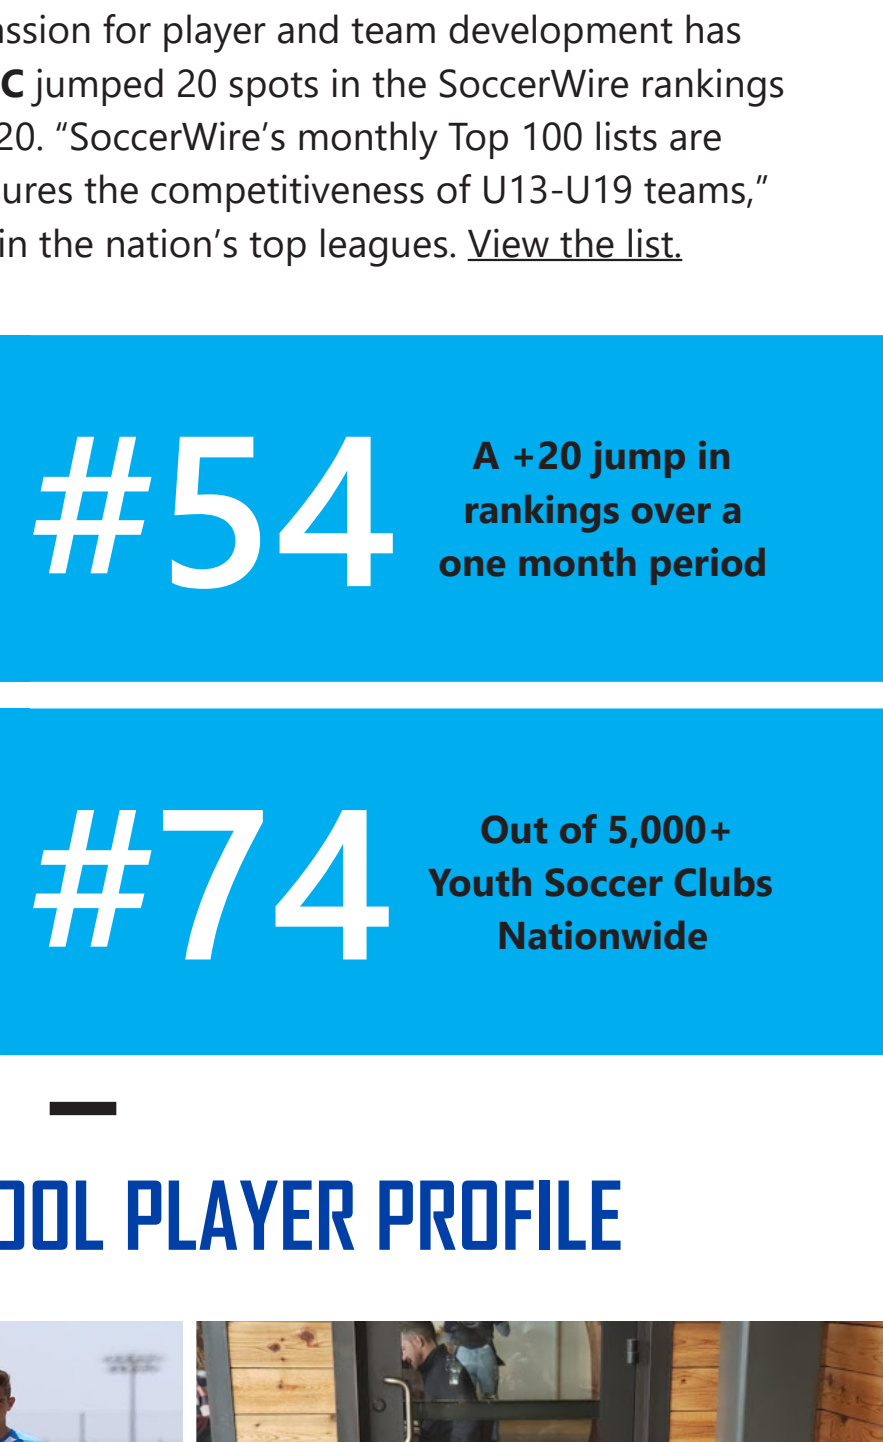 ssion for player and team development has
C jumped 20 spots in the SoccerWire rankings
20. “SoccerWire’s monthly Top 100 lists are
ures the competitiveness of U13-U19 teams,”
in the nation’s top leagues. View the list.
#54
A +20 jump in
rankings over a
one month period
#74
Out of 5,000+
Youth Soccer Clubs
Nationwide
OOL PLAYER PROFILE